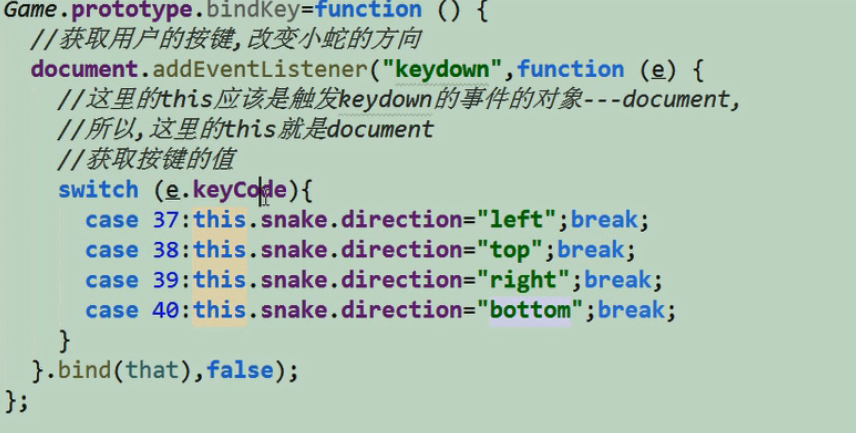 Game.prototype.bindKey=function () {
//获取用户的按键,改变小蛇的方向
document.addEventListener("keydown",function (e) {
//这里的this应该是触发keydown的事件的对象---document,
//所以,这里的this就是document
//获取按键的值
switch (e.keyCode){
case 37:this.snake.direction="left";break;
case 38:this.snake.direction="top";break;
case 39:this.snake.direction="right";break;
case 40:this.snake.direction="bottom";break;
}
}.bind(that),false);
};